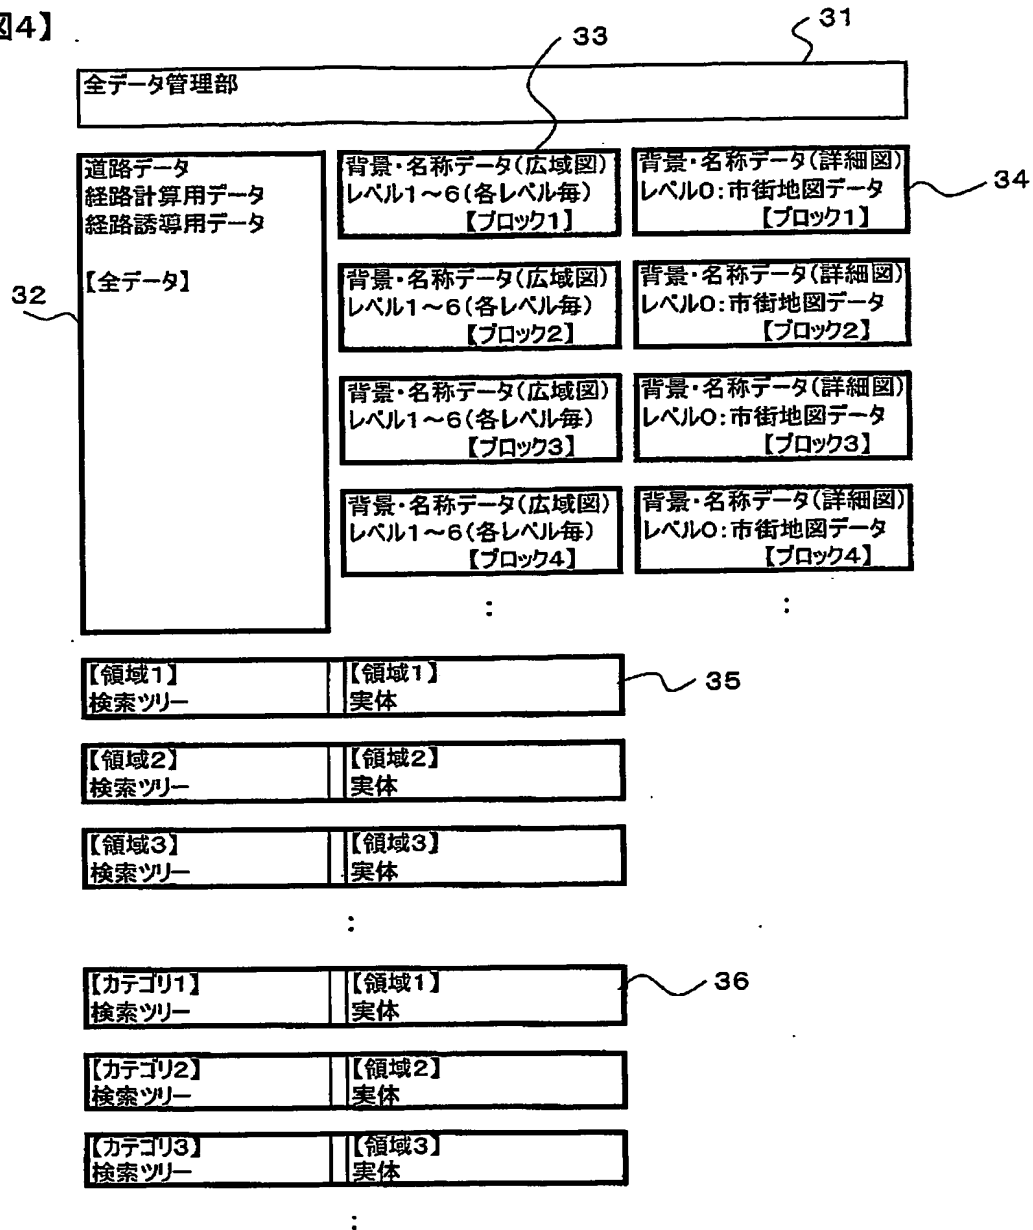 図4】
31
33
全データ管理部
道路データ
経路計算用データ
経路誘導用データ
【全データ】
32
背景・名称データ(広域図)
レベル1～6(各レベル毎)
【ブロック1】
背景・名称データ(詳細図)
レベル0:市街地図データ
【ブロック1】
34
背景・名称データ(広域図)
レベル1～6(各レベル毎)
【ブロック2】
背景・名称データ(詳細図)
レベル0:市街地図データ
【ブロック2】
背景・名称データ(広域図)
レベル1～6(各レベル毎)
【ブロック3】
背景・名称データ(詳細図)
レベル0:市街地図データ
【ブロック3】
背景・名称データ(広域図)
レベル1～6(各レベル毎)
【ブロック4】
背景・名称データ(詳細図)
レベル0:市街地図データ
【ブロック4】
:
:
【領域1】
検索ツリー
【領域1】
実体
35
【領域2】
検索ツリー
【領域2】
実体
【領域3】
検索ツリー
【領域3】
実体
:
【カテゴリ1】
検索ツリー
【領域1】
実体
36
【カテゴリ2】
検索ツリー
【領域2】
実体
【カテゴリ3】
検索ツリー
【領域3】
実体
: